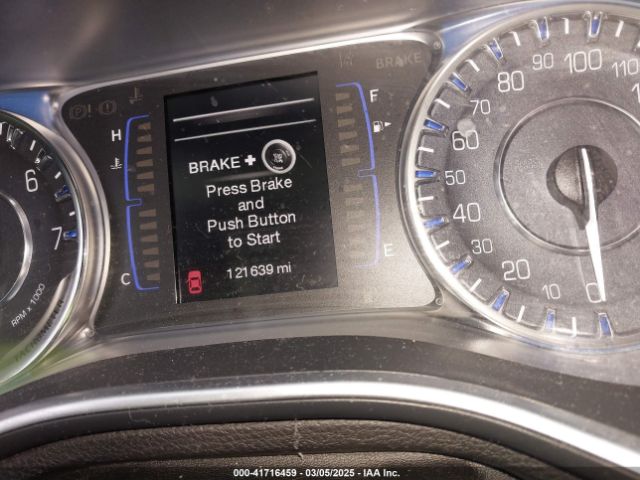 BRAKE
H
F
C
E
BRAKE +
Press Brake
and
Push Button
to Start
121639 mi
6
7
RPM x 1000
0
10
20
30
40
50
60
70
80
90
100
110
000-41716459 - 03/05/2025 - IAA Inc.